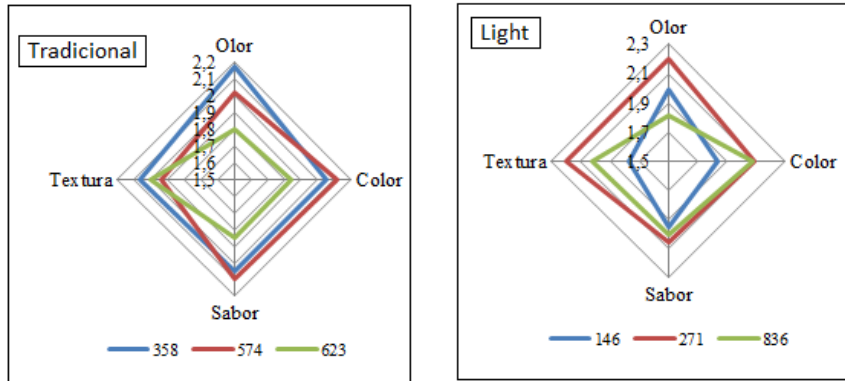 Tradicional
Olor
2,2
2,1
2
1,9
1,8
1,7
1,6
1,5
Textura
Color
Sabor
358 574 623
Light
Olor
2,3
2,1
1,9
1,7
1,5
Textura
Color
Sabor
146 271 836